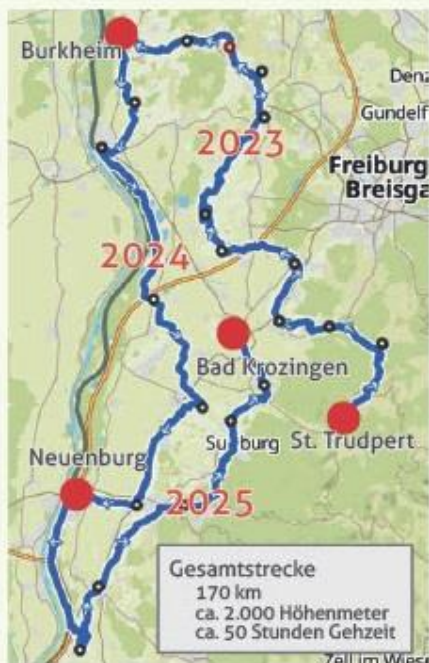 Burkheim
Denz
Gundelf
2023
Freiburg
Breisga
2024
Bad Krozingen
Sulzburg
St. Trudpert
Neuenburg
2025
Gesamtstrecke
170 km
ca. 2.000 Höhenmeter
ca. 50 Stunden Gehzeit
Zell im Wiese